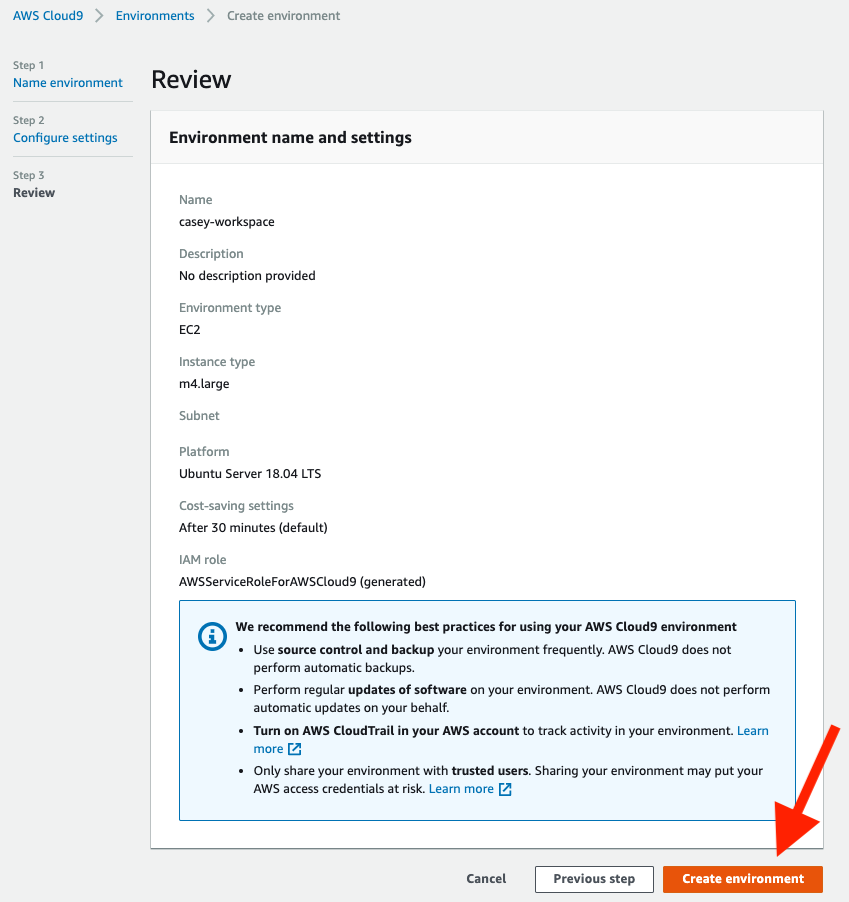 AWS Cloud9 > Environments > Create environment
Step 1
Name environment
Step 2
Configure settings
Step 3
Review
Review
Environment name and settings
Name
casey-workspace
Description
No description provided
Environment type
EC2
Instance type
m4.large
Subnet
Platform
Ubuntu Server 18.04 LTS
Cost-saving settings
After 30 minutes (default)
IAM role
AWSServiceRoleForAWSCloud9 (generated)
We recommend the following best practices for using your AWS Cloud9 environment
• Use source control and backup your environment frequently. AWS Cloud9 does not
perform automatic backups.
• Perform regular updates of software on your environment. AWS Cloud9 does not perform
automatic updates on your behalf.
• Turn on AWS CloudTrail in your AWS account to track activity in your environment. Learn
more
• Only share your environment with trusted users. Sharing your environment may put your
AWS access credentials at risk. Learn more
Cancel
Previous step
Create environment